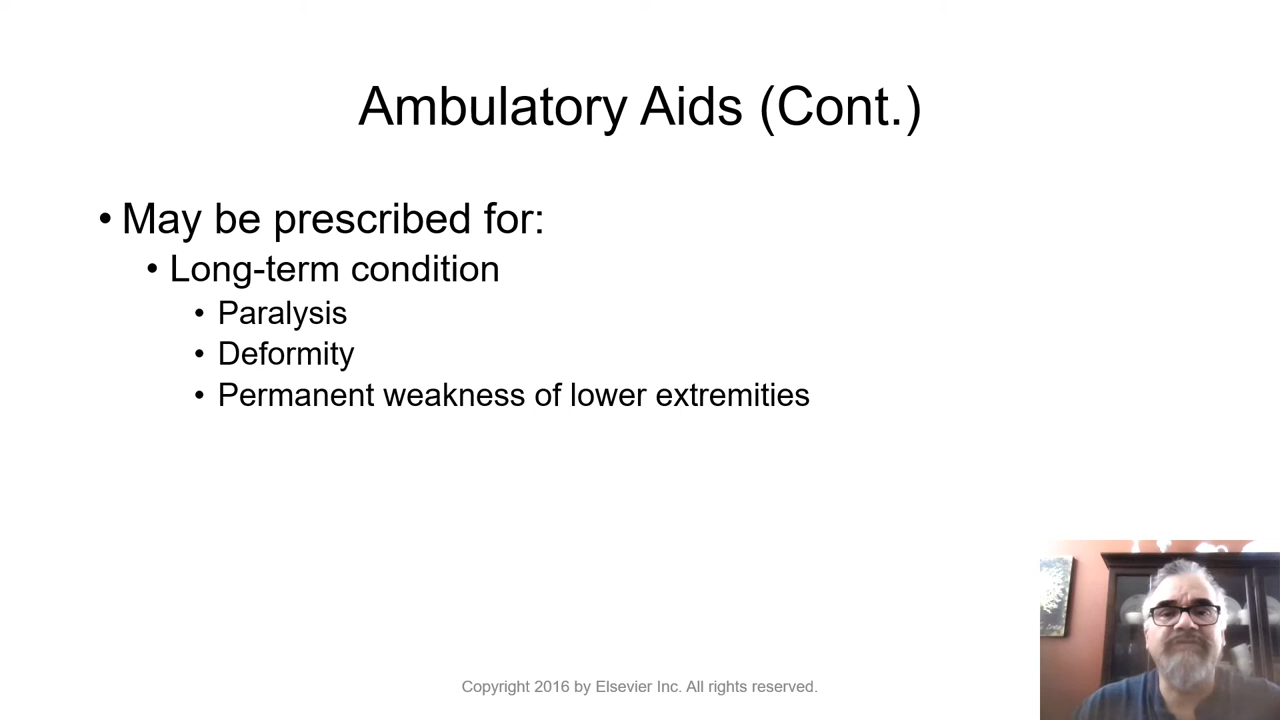 Ambulatory Aids (Cont.)
• May be prescribed for:
• Long-term condition
• Paralysis
• Deformity
• Permanent weakness of lower extremities
Copyright 2016 by Elsevier Inc. All rights reserved.